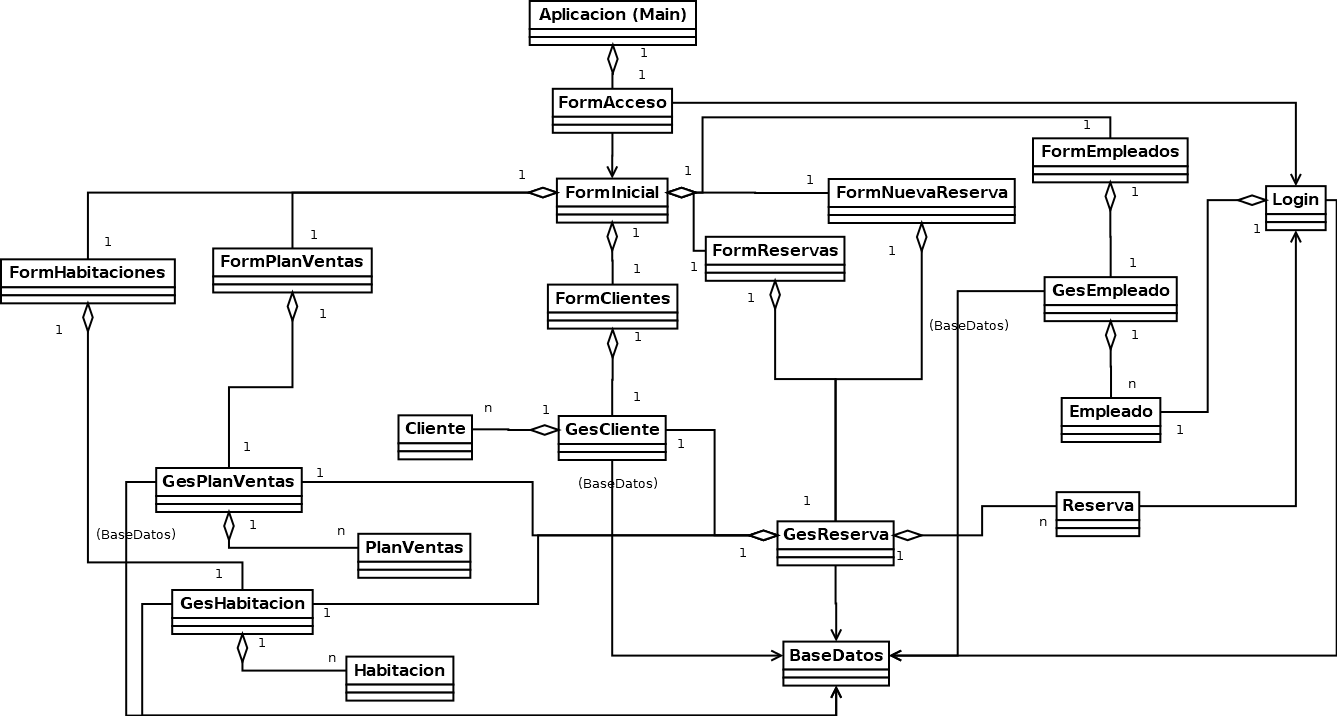 Aplicacion (Main)
1
1
FormAcceso
1
FormEmpleados
1
1
1
FormInicial
FormNuevaReserva
1
Login
1
1
1
1
FormHabitaciones
FormPlanVentas
1
FormReservas
1
1
1
GesEmpleado
FormClientes
1
1
1
1
(BaseDatos)
1
1
n
1
n
1
Cliente
GesCliente
Empleado
1
1
1
1
GesPlanVentas
(BaseDatos)
1
n
1
Reserva
n
(BaseDatos)
PlanVentas
GesReserva
1
1
1
GesHabitacion
1
1
n
Habitacion
BaseDatos